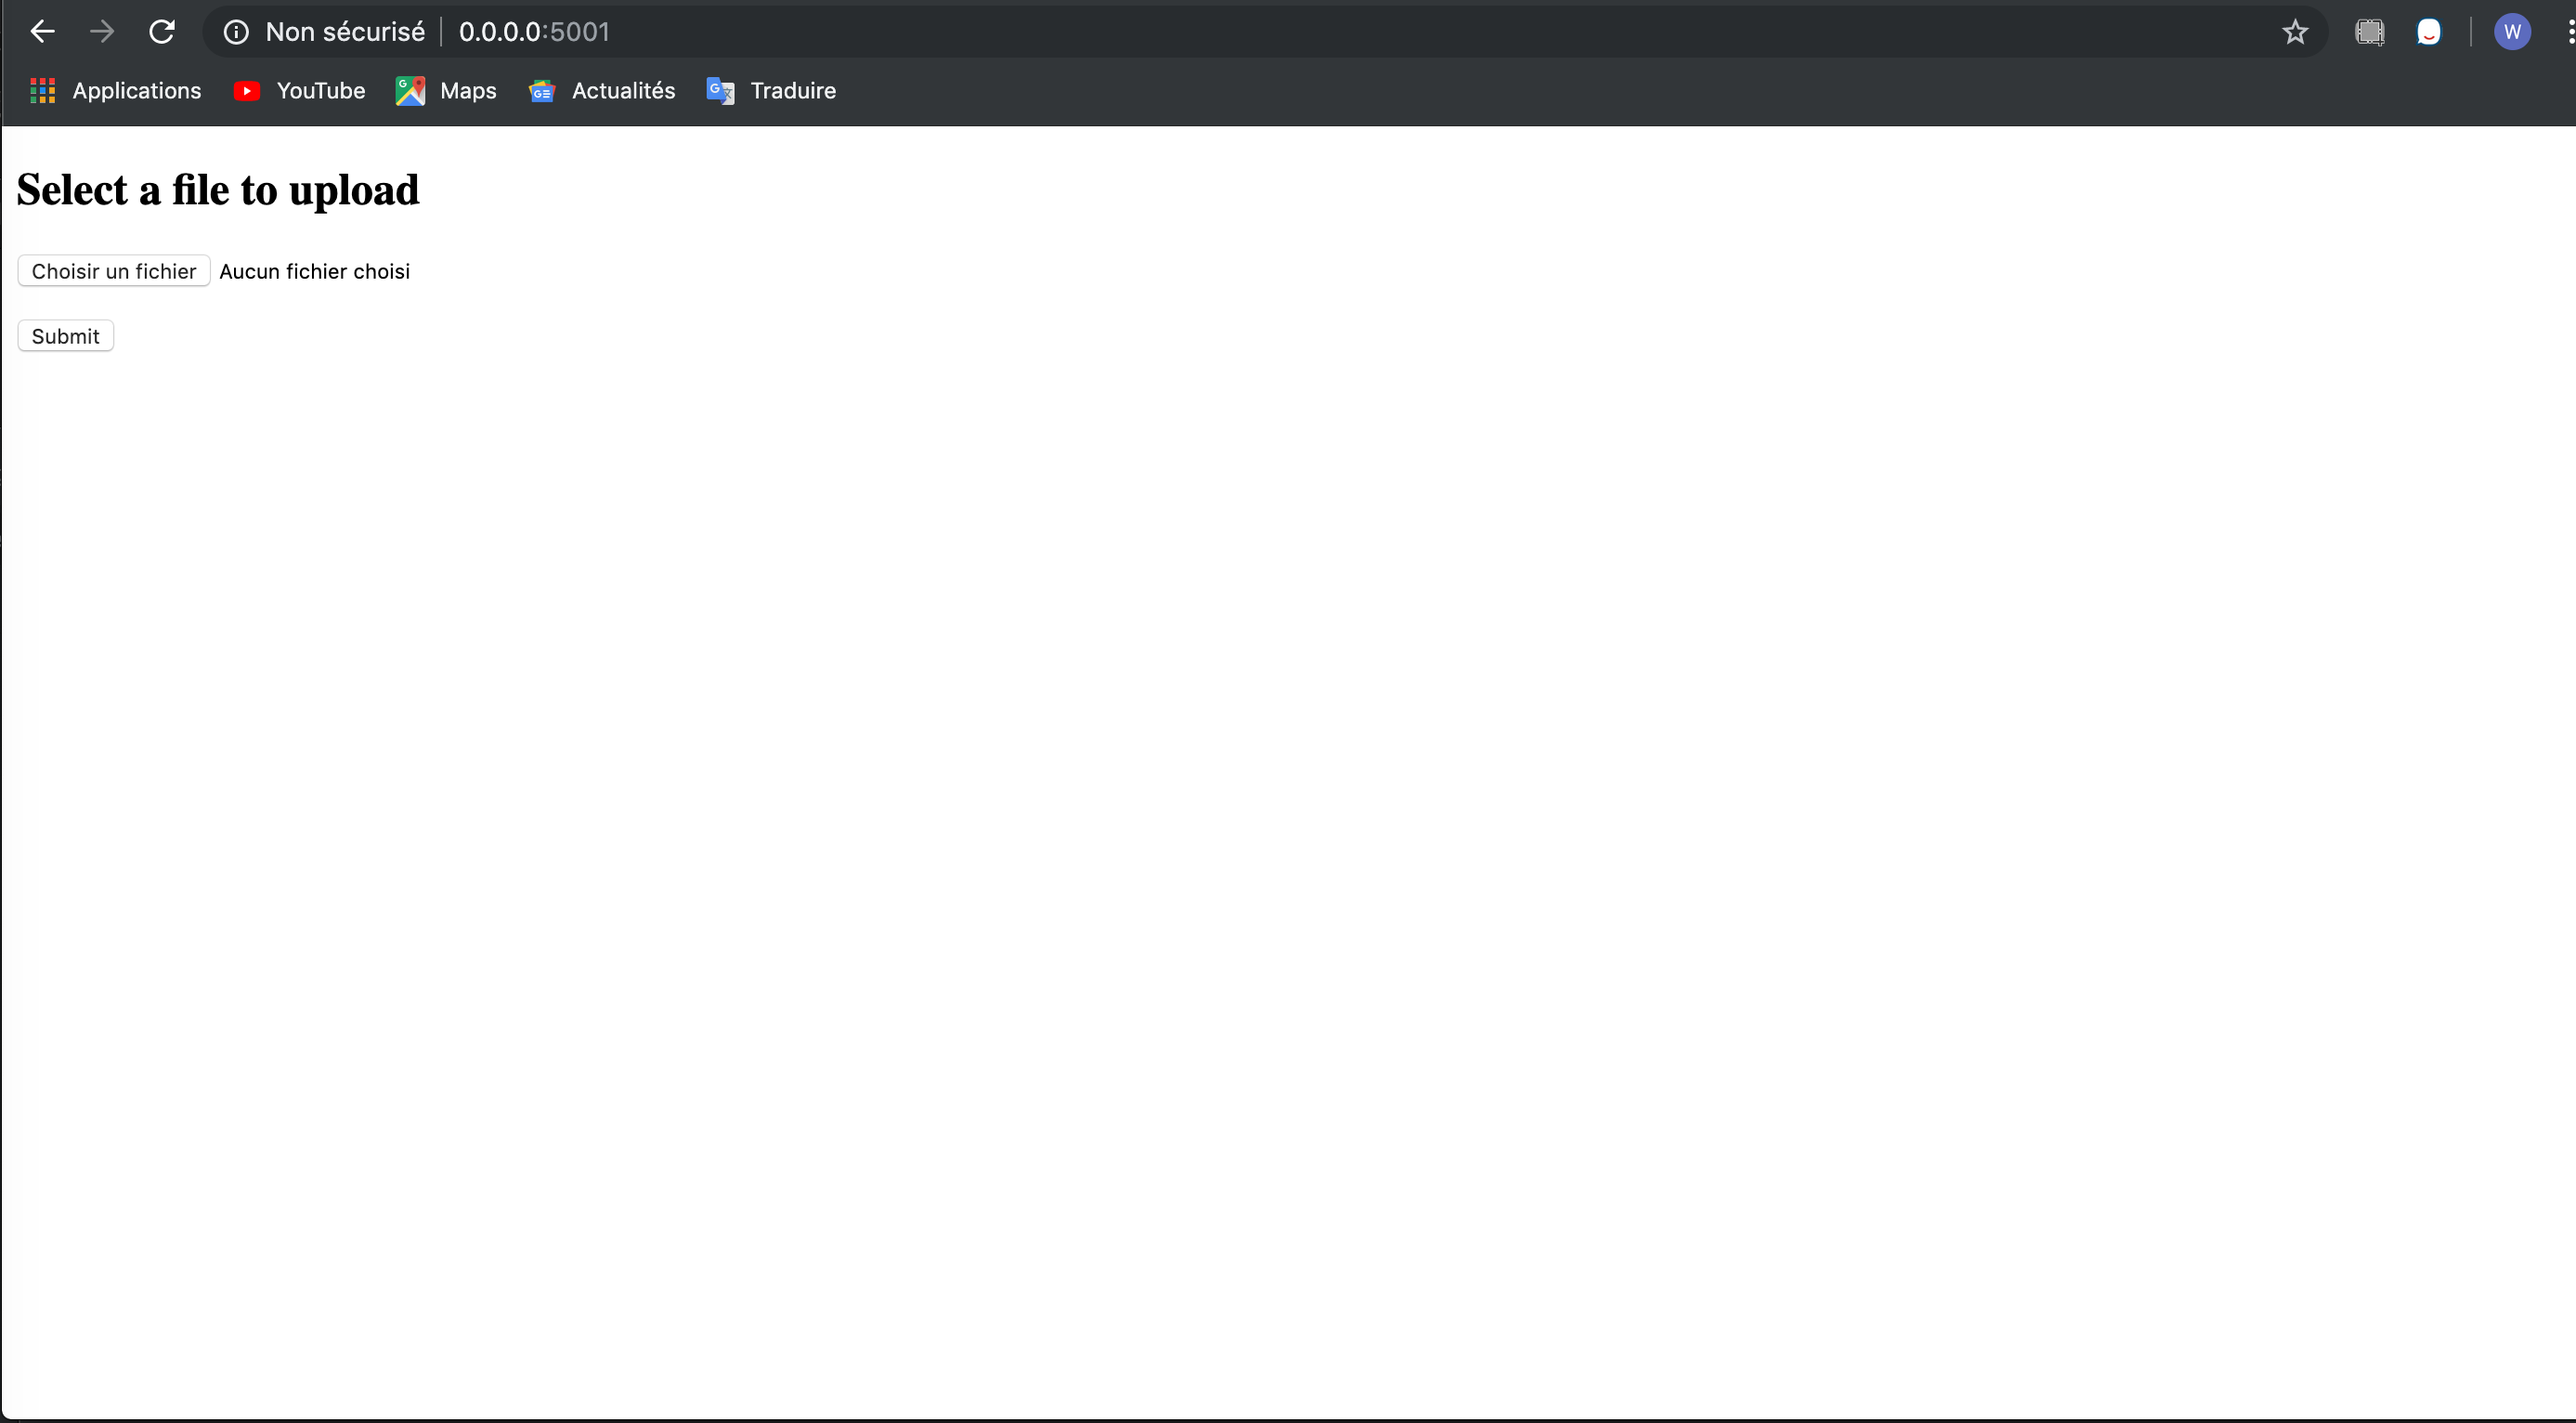 Non sécurisé 0.0.0.0:5001
W
Applications YouTube Maps Actualités Traduire
Select a file to upload
Choisir un fichier Aucun fichier choisi
Submit